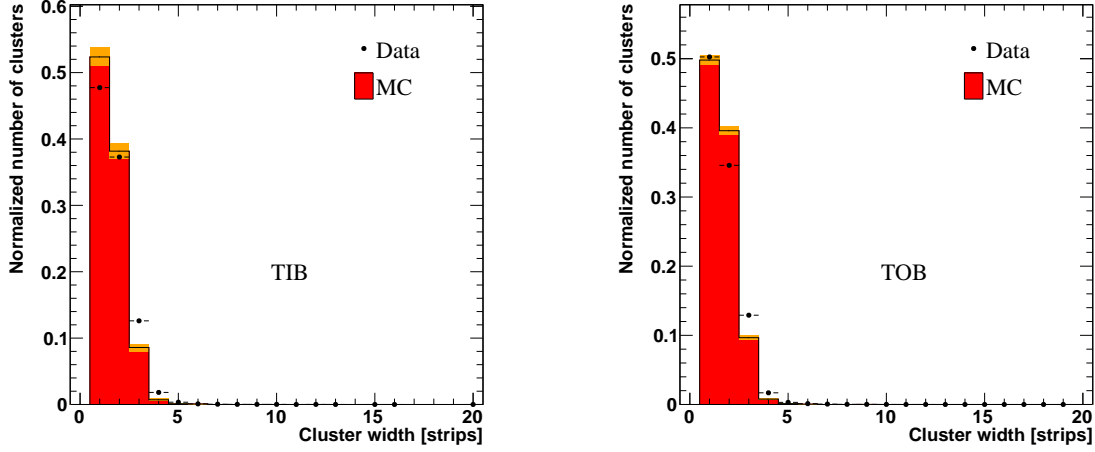 Normalized number of clusters
0.6
0.5
0.4
0.3
0.2
0.1
0
Data
MC
TIB
0 5 10 15 20
Cluster width [strips]
Normalized number of clusters
0.5
0.4
0.3
0.2
0.1
0
Data
MC
TOB
0 5 10 15 20
Cluster width [strips]